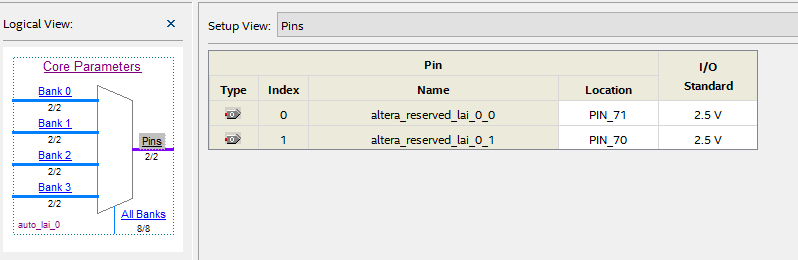 Logical View:
×
Core Parameters
Bank 0
2/2
Bank 1
2/2
Bank 2
2/2
Bank 3
2/2
Pins
2/2
All Banks
8/8
auto_lai_0
Setup View: Pins
Pin I/O Standard
Type Index Name Location
0 altera_reserved_lai_0_0 PIN_71 2.5 V
1 altera_reserved_lai_0_1 PIN_70 2.5 V